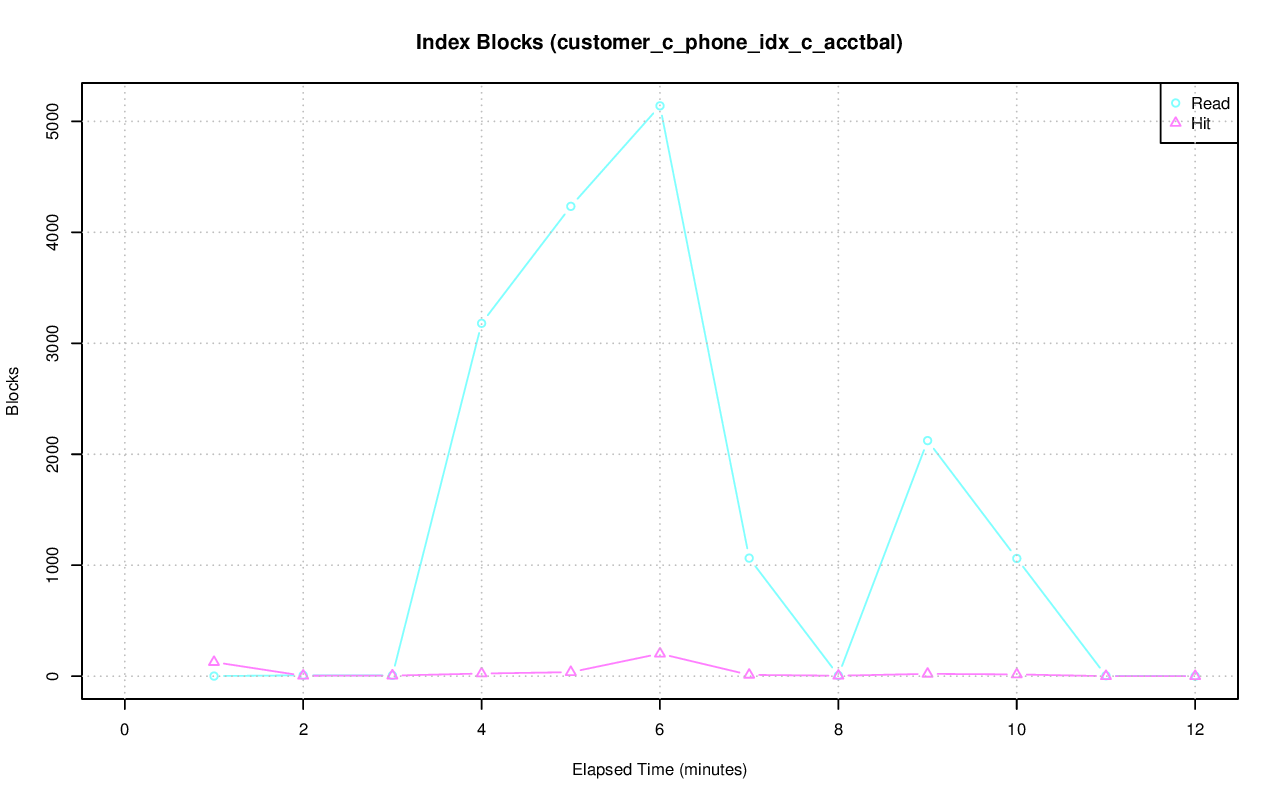 Index Blocks (customer_c_phone_idx_c_acctbal)
Read
Hit
5000
4000
3000
2000
1000
0
Blocks
0 2 4 6 8 10 12
Elapsed Time (minutes)